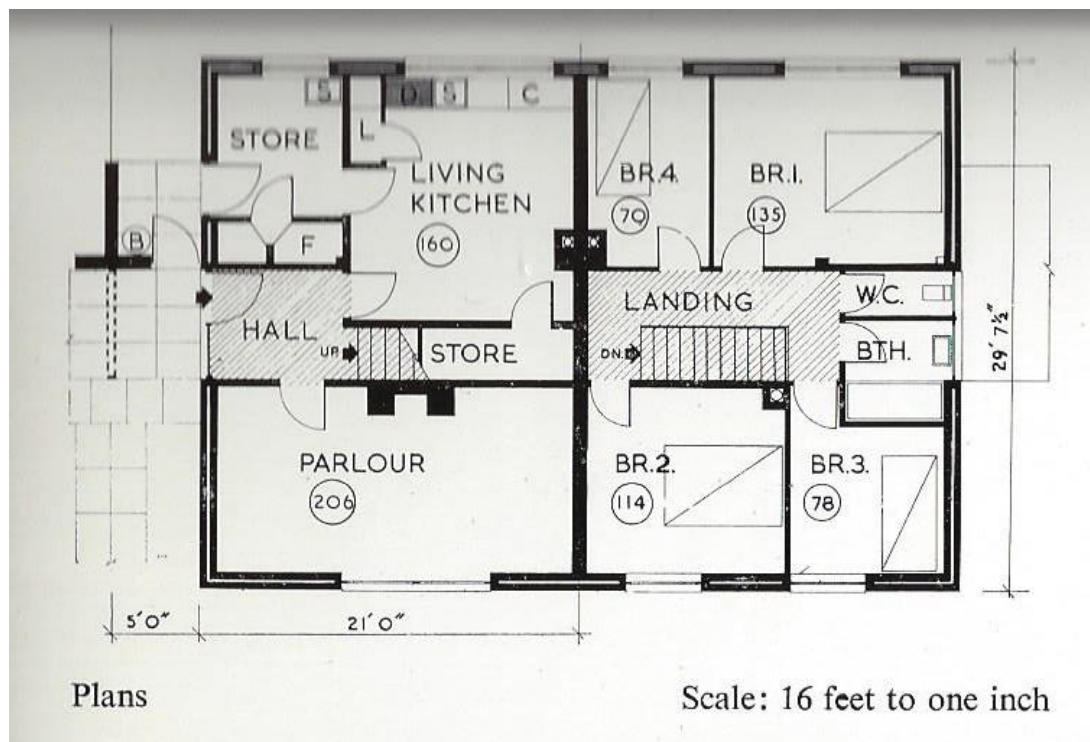 S
D
S
C
STORE
L
LIVING
KITCHEN
160
BR.4.
70
BR.1.
135
B
F
HALL
UP
STORE
LANDING
DN.
W.C.
BTH.
29' 7½"
PARLOUR
206
BR.2.
114
BR.3.
78
5'0"
21'0"
Plans
Scale: 16 feet to one inch